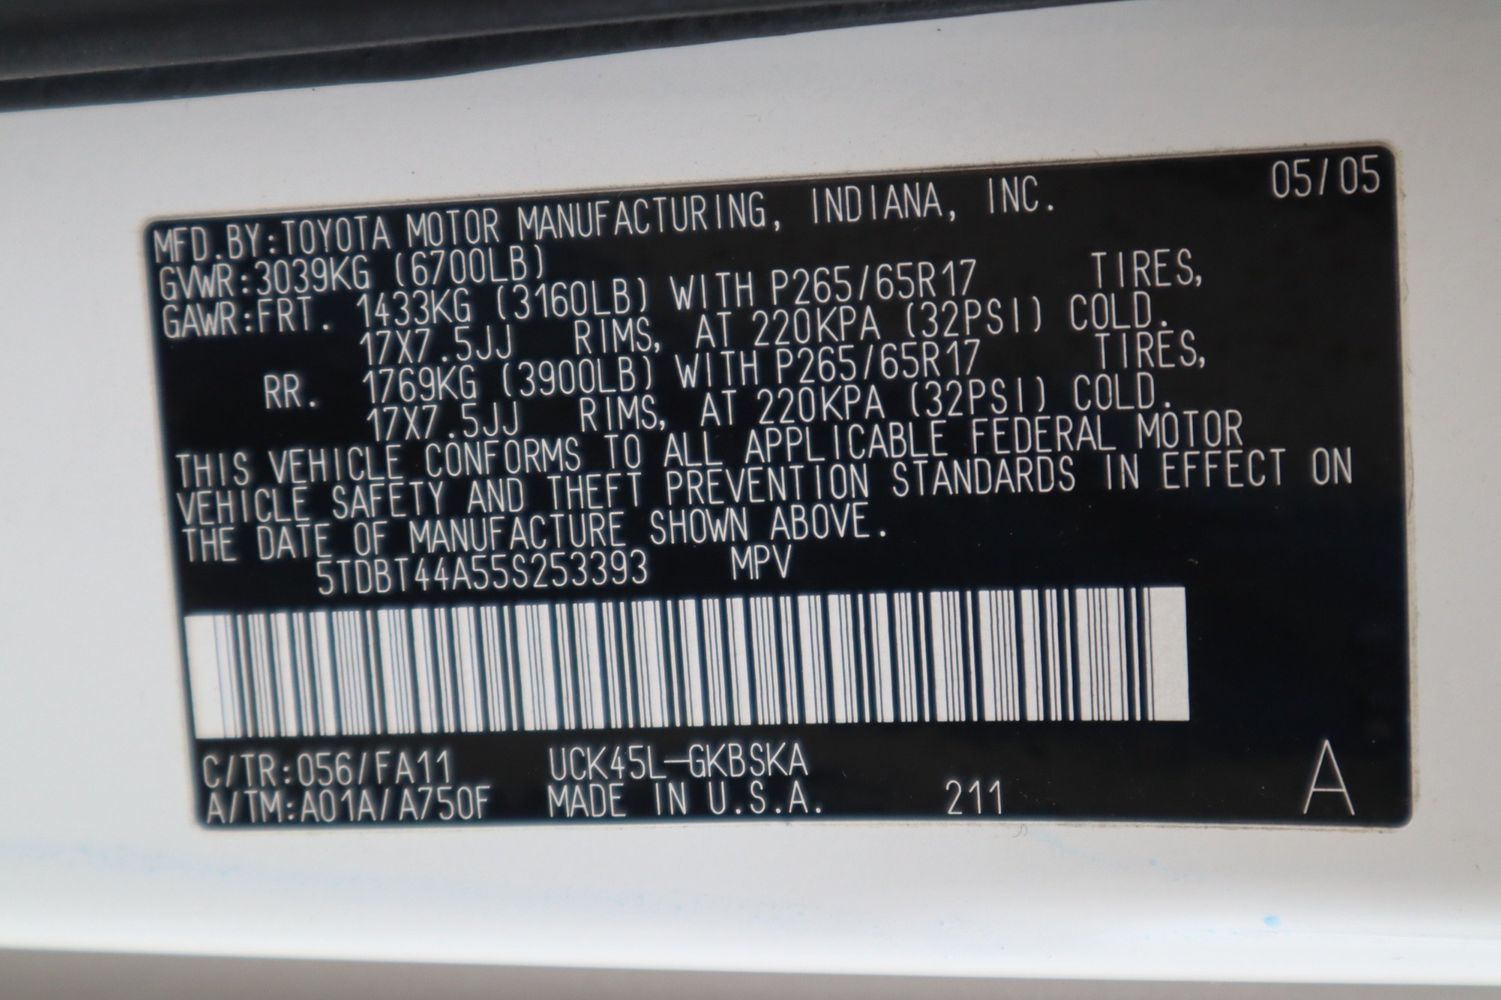 05/05
MFD.BY:TOYOTA MOTOR MANUFACTURING, INDIANA, INC.
GVWR:3039KG (6700LB)
GAWR:FRT. 1433KG (3160LB) WITH P265/65R17 TIRES,
17X7.5JJ RIMS, AT 220KPA (32PSI) COLD.
RR. 1769KG (3900LB) WITH P265/65R17 TIRES,
17X7.5JJ RIMS, AT 220KPA (32PSI) COLD.
THIS VEHICLE CONFORMS TO ALL APPLICABLE FEDERAL MOTOR
VEHICLE SAFETY AND THEFT PREVENTION STANDARDS IN EFFECT ON
THE DATE OF MANUFACTURE SHOWN ABOVE.
5TDBT44A55S253393 MPV
C/TR:056/FA11 UCK45L-GKBSKA
A/TM:A01A/A750F MADE IN U.S.A. 211 A